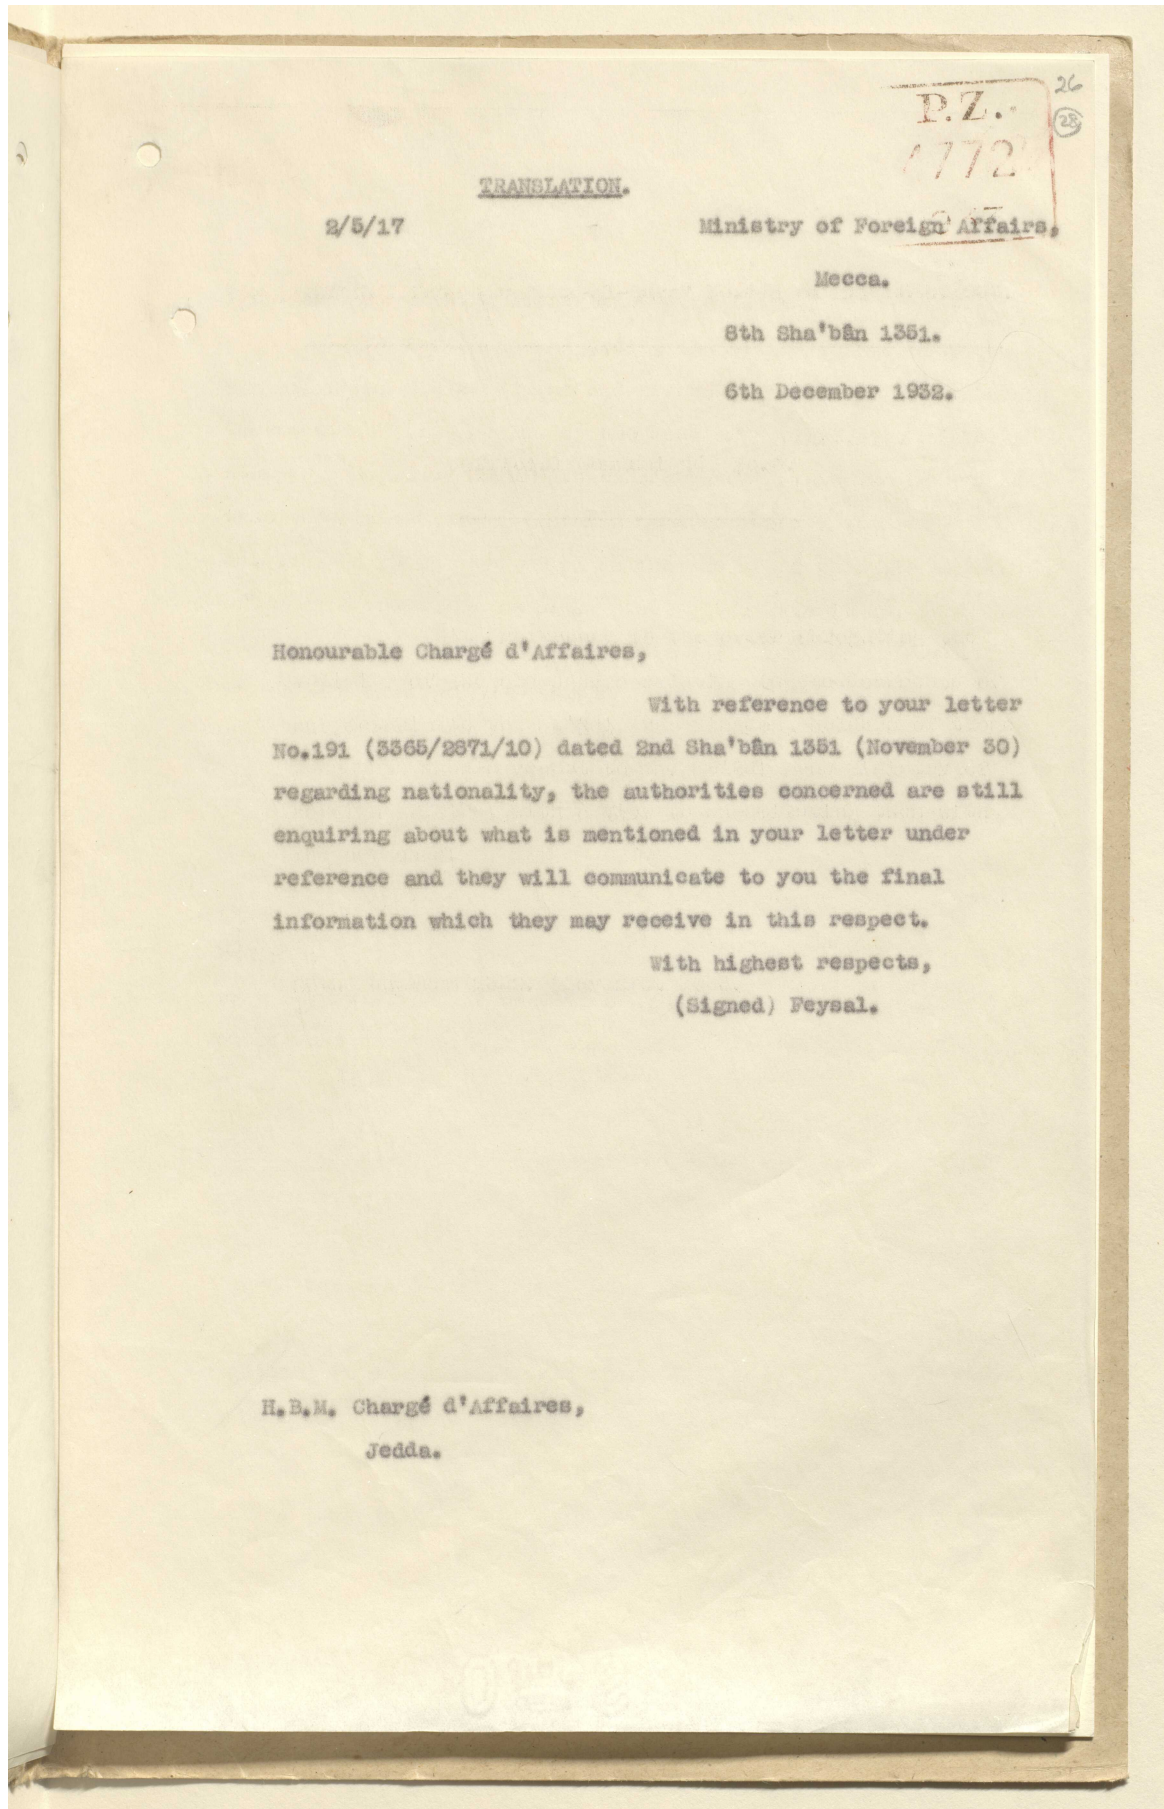 26
28
P.Z.
1772
TRANSLATION.
2/5/17
Ministry of Foreign Affairs,
Mecca.
8th Sha'bân 1351.
6th December 1932.
Honourable Chargé d'Affaires,
With reference to your letter
No.191 (3365/2871/10) dated 2nd Sha'bân 1351 (November 30)
regarding nationality, the authorities concerned are still
enquiring about what is mentioned in your letter under
reference and they will communicate to you the final
information which they may receive in this respect.
With highest respects,
(Signed) Feysal.
H.B.M. Chargé d'Affaires,
Jedda.